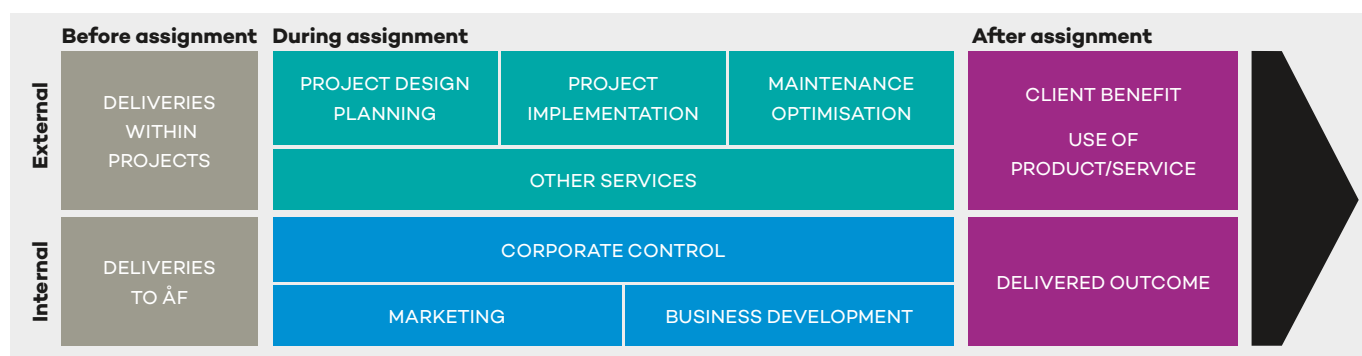 Before assignment
During assignment
After assignment
External
DELIVERIES
WITHIN
PROJECTS
PROJECT DESIGN
PLANNING
PROJECT
IMPLEMENTATION
MAINTENANCE
OPTIMISATION
OTHER SERVICES
CLIENT BENEFIT
USE OF
PRODUCT/SERVICE
Internal
DELIVERIES
TO ÅF
CORPORATE CONTROL
MARKETING
BUSINESS DEVELOPMENT
DELIVERED OUTCOME